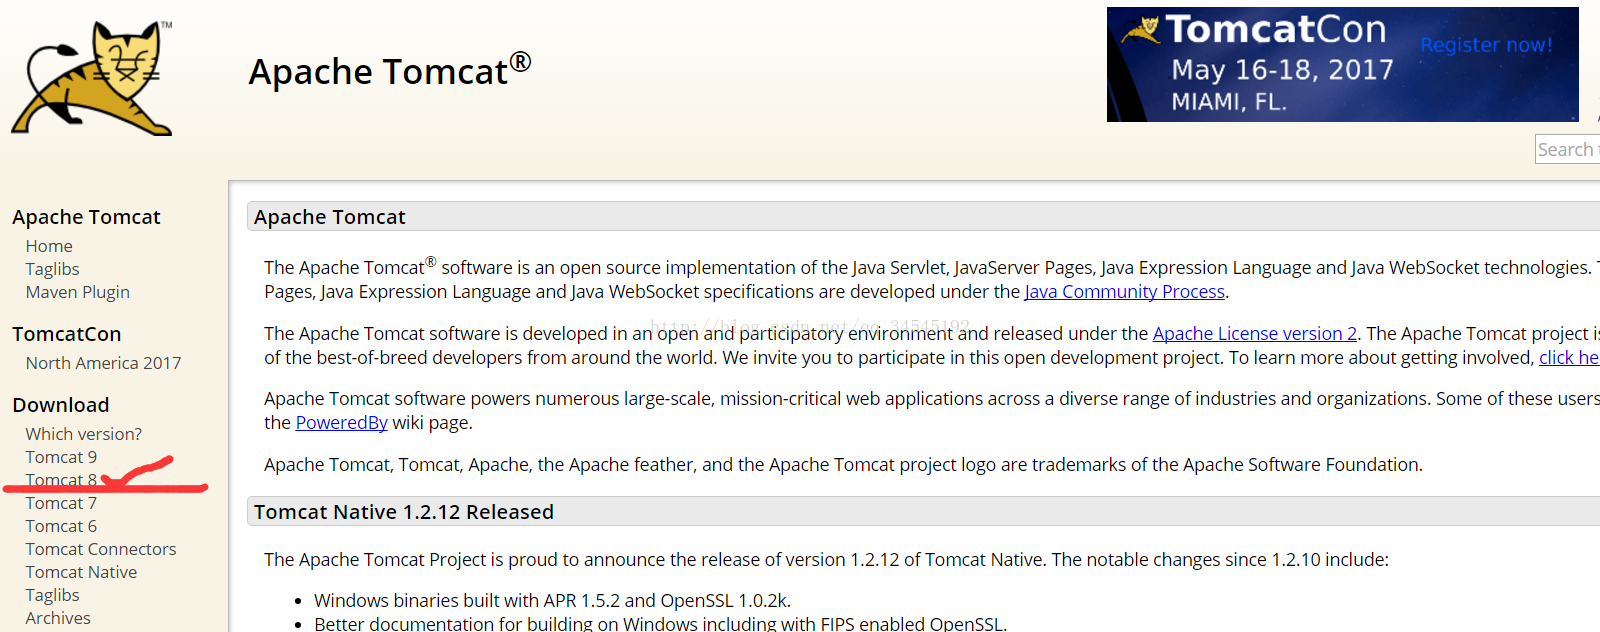 TM
Apache Tomcat®
TomcatCon
Register now!
May 16-18, 2017
MIAMI, FL.
Search
Apache Tomcat
Home
Taglibs
Maven Plugin
TomcatCon
North America 2017
Download
Which version?
Tomcat 9
Tomcat 8
Tomcat 7
Tomcat 6
Tomcat Connectors
Tomcat Native
Taglibs
Archives
Apache Tomcat
The Apache Tomcat® software is an open source implementation of the Java Servlet, JavaServer Pages, Java Expression Language and Java WebSocket technologies.
Pages, Java Expression Language and Java WebSocket specifications are developed under the Java Community Process.
http://blog.csdn.net/qq_34545192
The Apache Tomcat software is developed in an open and participatory environment and released under the Apache License version 2. The Apache Tomcat project
of the best-of-breed developers from around the world. We invite you to participate in this open development project. To learn more about getting involved, click
Apache Tomcat software powers numerous large-scale, mission-critical web applications across a diverse range of industries and organizations. Some of these users
the PoweredBy wiki page.
Apache Tomcat, Tomcat, Apache, the Apache feather, and the Apache Tomcat project logo are trademarks of the Apache Software Foundation.
Tomcat Native 1.2.12 Released
The Apache Tomcat Project is proud to announce the release of version 1.2.12 of Tomcat Native. The notable changes since 1.2.10 include:
• Windows binaries built with APR 1.5.2 and OpenSSL 1.0.2k.
• Better documentation for building on Windows including with FIPS enabled OpenSSL.